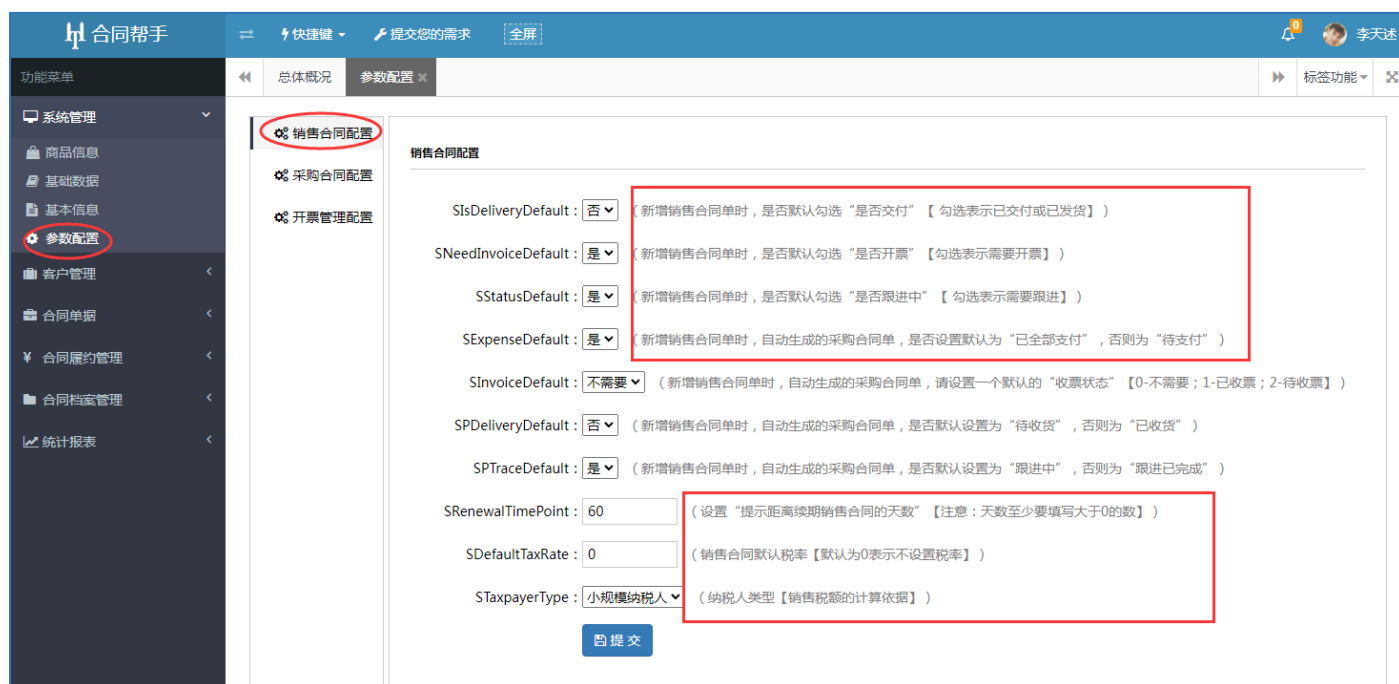 合同帮手
快捷键
提交您的需求
全屏
0
李天述
功能菜单
总体概况
参数配置 ×
标签功能
系统管理
商品信息
基础数据
基本信息
参数配置
客户管理
合同单据
¥ 合同履约管理
合同档案管理
统计报表
销售合同配置
采购合同配置
开票管理配置
销售合同配置
SIsDeliveryDefault : 否 （新增销售合同单时，是否默认勾选“是否交付”【 勾选表示已交付或已发货】）
SNeedInvoiceDefault : 是 （新增销售合同单时，是否默认勾选“是否开票”【勾选表示需要开票】）
SStatusDefault : 是 （新增销售合同单时，是否默认勾选“是否跟进中”【 勾选表示需要跟进】）
SExpenseDefault : 是 （新增销售合同单时，自动生成的采购合同单，是否设置默认为“已全部支付”，否则为“待支付”）
SInvoiceDefault : 不需要 （新增销售合同单时，自动生成的采购合同单，请设置一个默认的“收票状态”【0-不需要；1-已收票；2-待收票】）
SPDeliveryDefault : 否 （新增销售合同单时，自动生成的采购合同单，是否默认设置为“待收货”，否则为“已收货”）
SPTraceDefault : 是 （新增销售合同单时，自动生成的采购合同单，是否默认设置为“跟进中”，否则为“跟进已完成”）
SRenewalTimePoint : 60 （设置“提示距离续期销售合同的天数”【注意：天数至少要填写大于0的数】）
SDefaultTaxRate : 0 （销售合同默认税率【默认为0表示不设置税率】）
STaxpayerType : 小规模纳税人 （纳税人类型【销售税额的计算依据】）
提 交